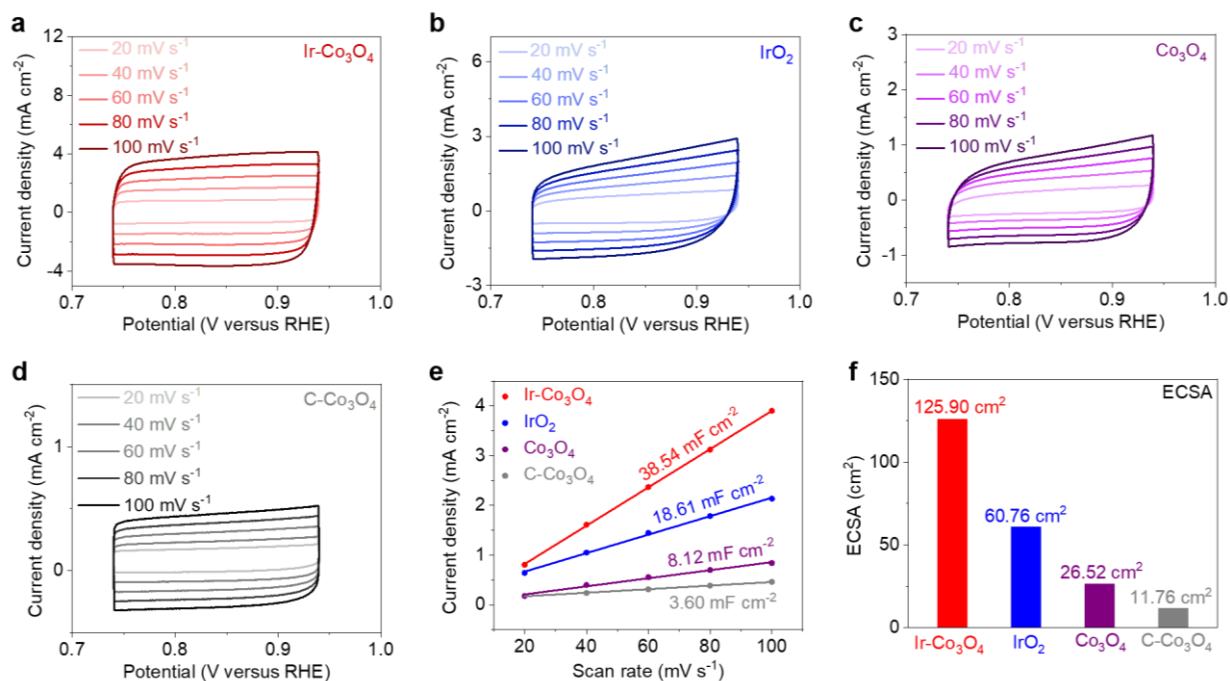 a
12
8
4
0
-4
0.7
0.8
0.9
1.0
Current density (mA cm⁻²)
Potential (V versus RHE)
20 mV s⁻¹
40 mV s⁻¹
60 mV s⁻¹
80 mV s⁻¹
100 mV s⁻¹
Ir-Co₃O₄
b
6
3
0
-3
0.7
0.8
0.9
1.0
Current density (mA cm⁻²)
Potential (V versus RHE)
20 mV s⁻¹
40 mV s⁻¹
60 mV s⁻¹
80 mV s⁻¹
100 mV s⁻¹
IrO₂
c
3
2
1
0
-1
0.7
0.8
0.9
1.0
Current density (mA cm⁻²)
Potential (V versus RHE)
20 mV s⁻¹
40 mV s⁻¹
60 mV s⁻¹
80 mV s⁻¹
100 mV s⁻¹
Co₃O₄
d
1
0
0.7
0.8
0.9
1.0
Current density (mA cm⁻²)
Potential (V versus RHE)
20 mV s⁻¹
40 mV s⁻¹
60 mV s⁻¹
80 mV s⁻¹
100 mV s⁻¹
C-Co₃O₄
e
4
3
2
1
0
20
40
60
80
100
Current density (mA cm⁻²)
Scan rate (mV s⁻¹)
Ir-Co₃O₄
IrO₂
Co₃O₄
C-Co₃O₄
38.54 mF cm⁻²
18.61 mF cm⁻²
8.12 mF cm⁻²
3.60 mF cm⁻²
f
150
100
50
0
ECSA (cm²)
ECSA
125.90 cm²
60.76 cm²
26.52 cm²
11.76 cm²
Ir-Co₃O₄
IrO₂
Co₃O₄
C-Co₃O₄